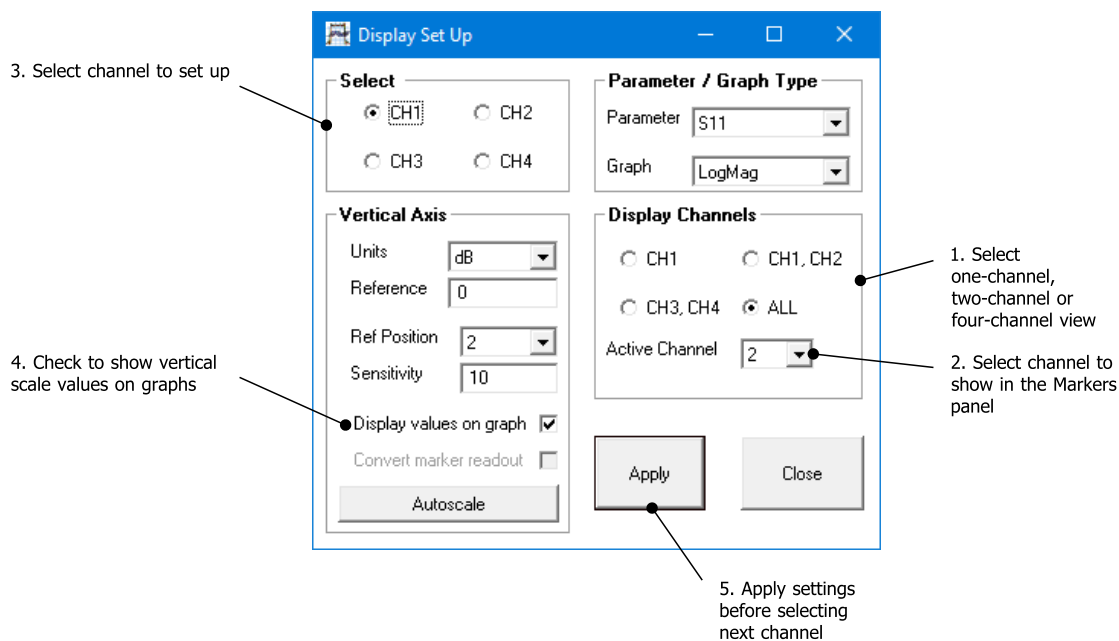 Display Set Up
3. Select channel to set up
Select
CH1
CH2
CH3
CH4
Parameter / Graph Type
Parameter
S11
Graph
LogMag
Vertical Axis
Units
dB
Reference
0
Ref Position
2
Sensitivity
10
4. Check to show vertical
scale values on graphs
Display values on graph
Convert marker readout
Autoscale
Display Channels
CH1
CH1, CH2
CH3, CH4
ALL
Active Channel
2
1. Select
one-channel,
two-channel or
four-channel view
2. Select channel to
show in the Markers
panel
Apply
Close
5. Apply settings
before selecting
next channel